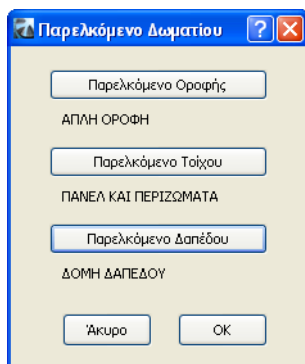 Παρελκόμενο Δωματίου
Παρελκόμενο Οροφής
ΑΠΛΗ ΟΡΟΦΗ
Παρελκόμενο Τοίχου
ΠΑΝΕΛ ΚΑΙ ΠΕΡΙΖΩΜΑΤΑ
Παρελκόμενο Δαπέδου
ΔΟΜΗ ΔΑΠΕΔΟΥ
Άκυρο OK